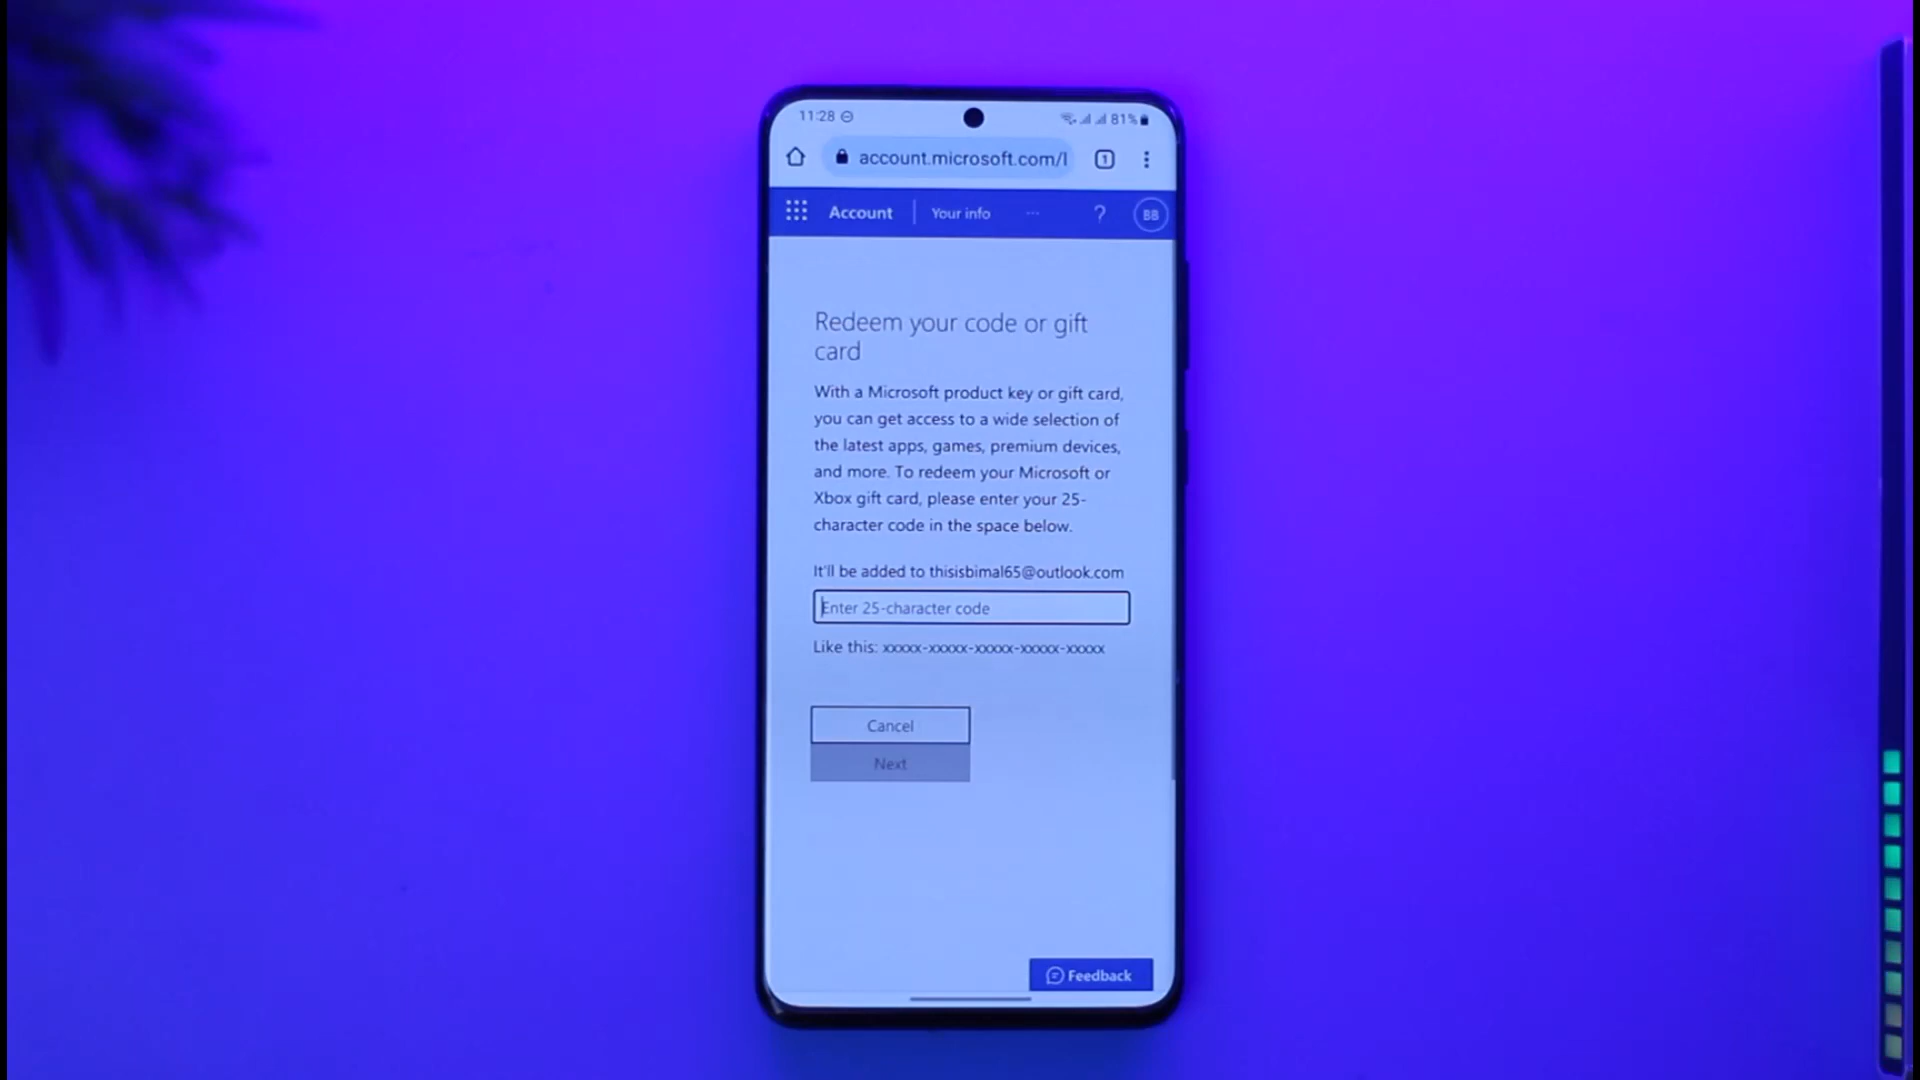 11:28
81%
account.microsoft.com/l
1
Account
Your info
...
?
BB
Redeem your code or gift
card
With a Microsoft product key or gift card,
you can get access to a wide selection of
the latest apps, games, premium devices,
and more. To redeem your Microsoft or
Xbox gift card, please enter your 25-
character code in the space below.
It'll be added to thisisbimal65@outlook.com
Enter 25-character code
Like this: xxxxx-xxxxx-xxxxx-xxxxx-xxxxx
Cancel
Next
Feedback